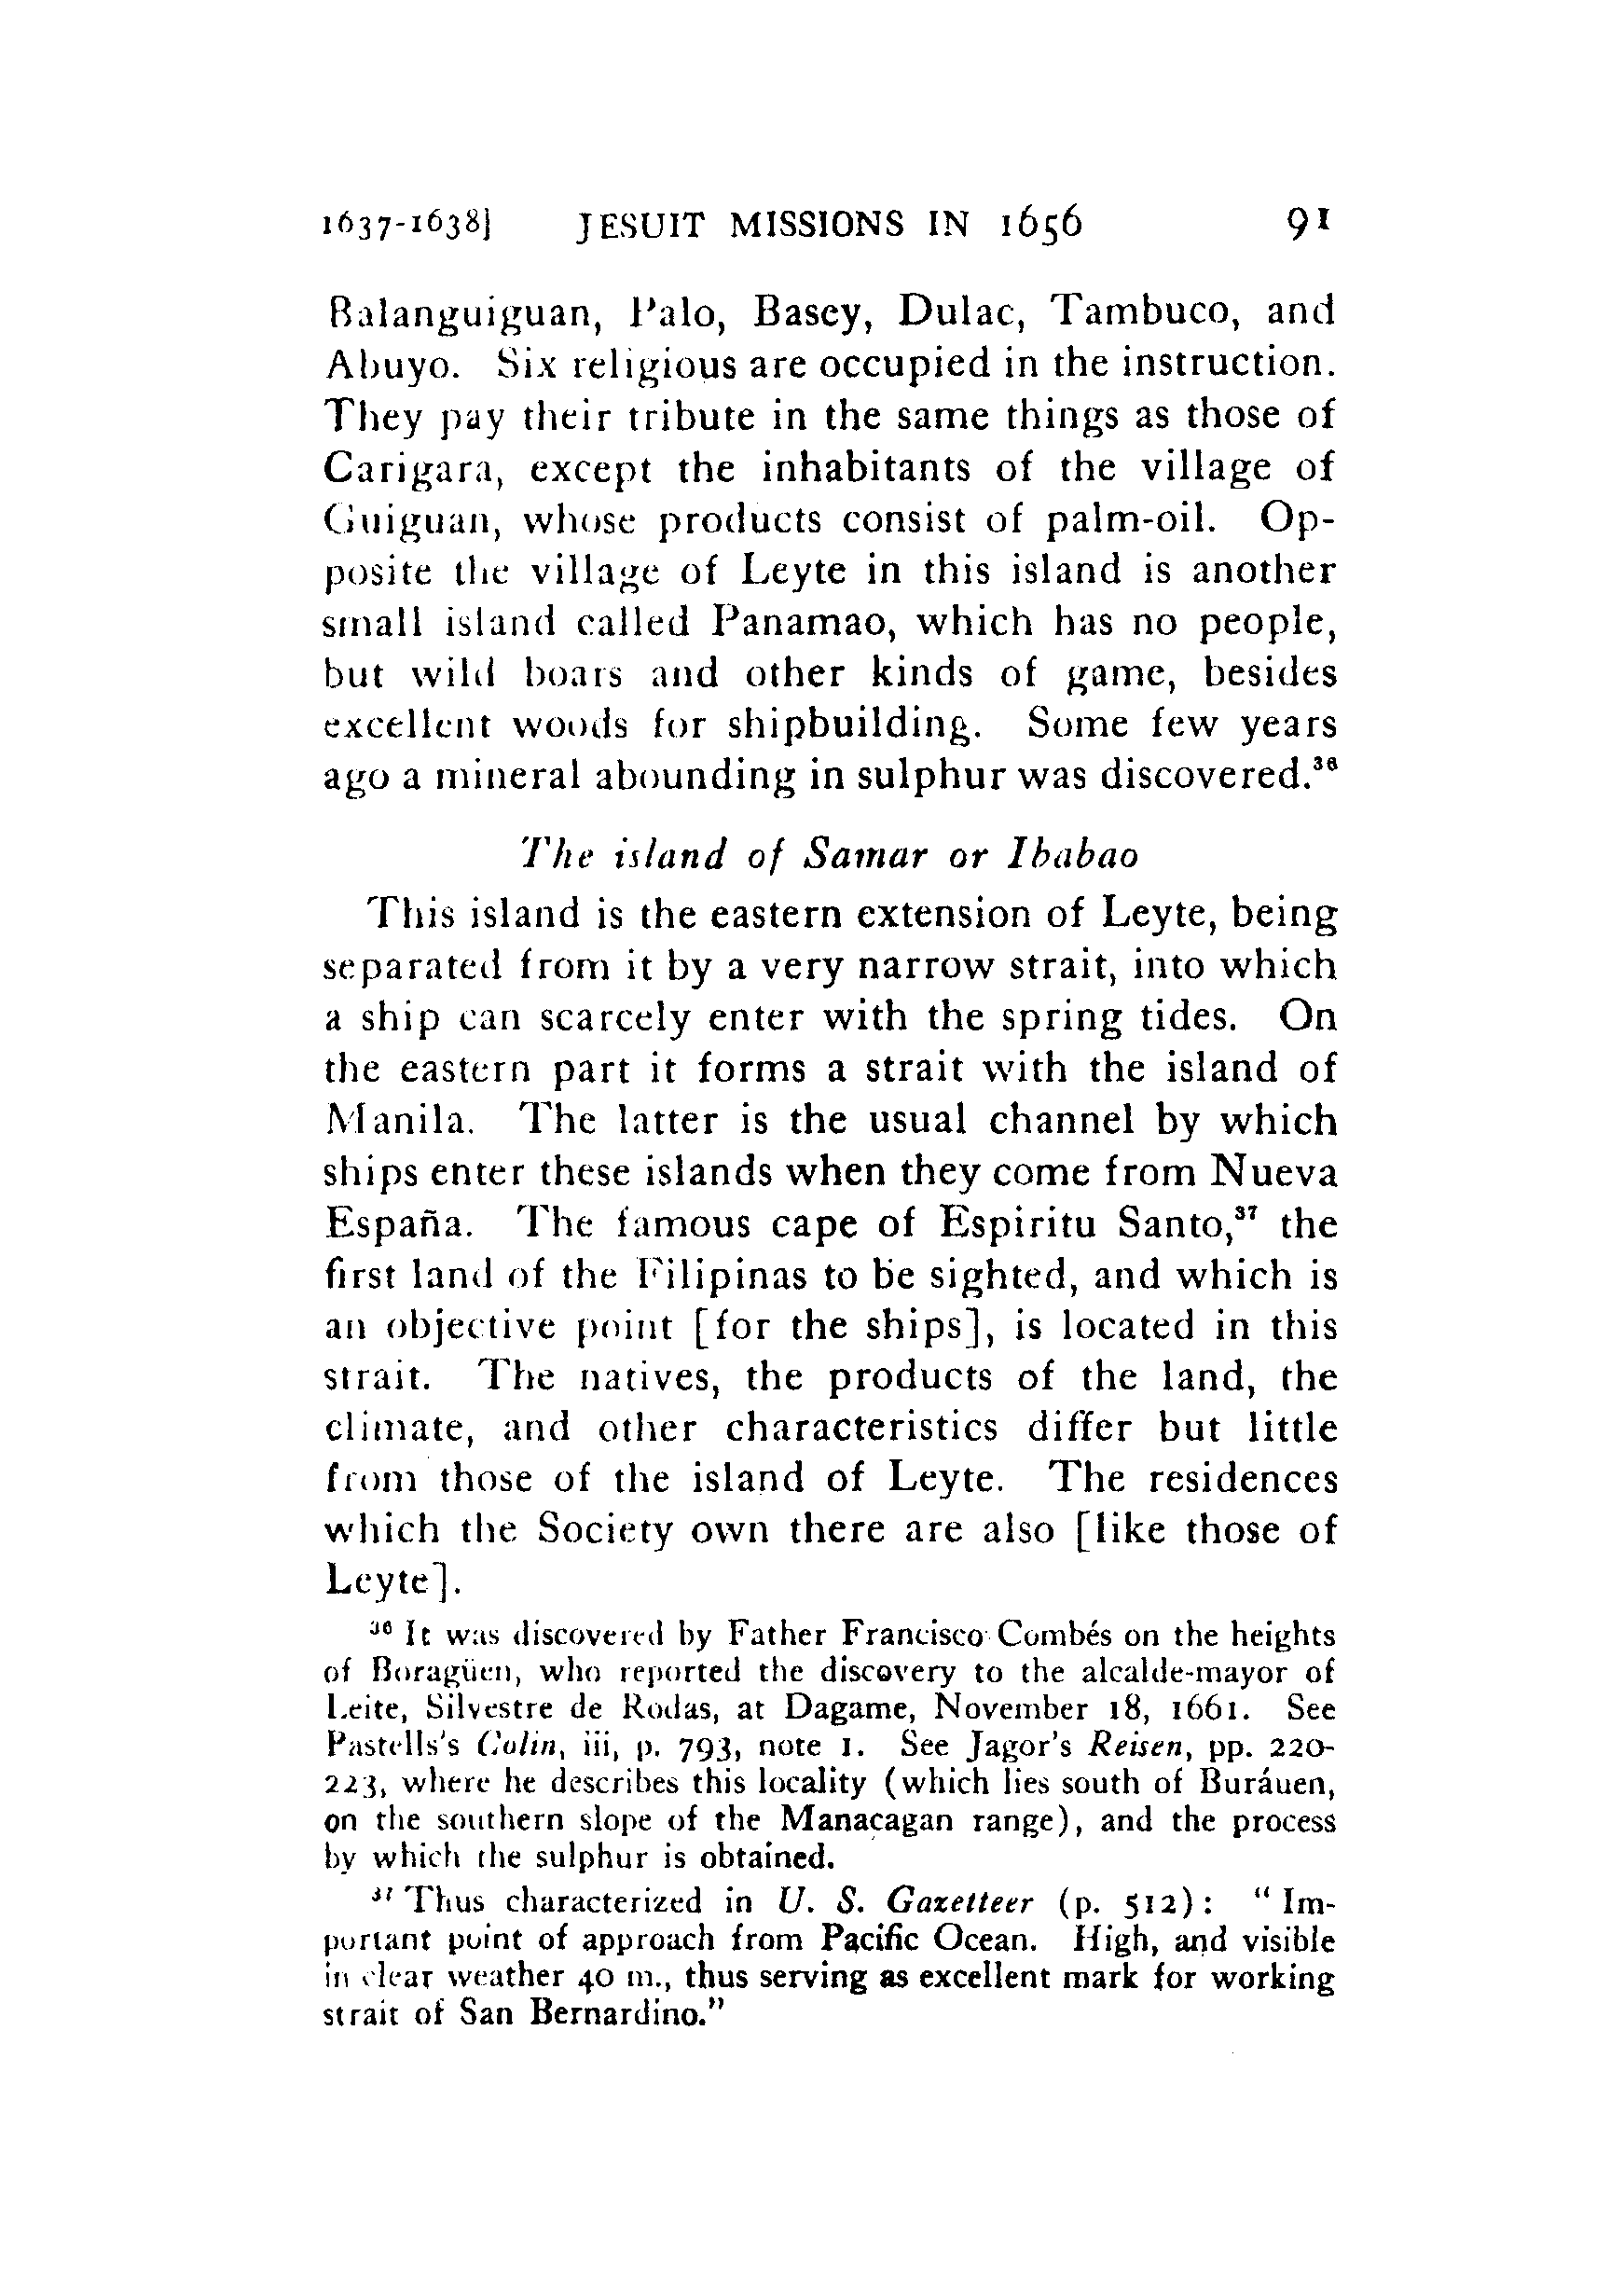 1637-1638] JESUIT MISSIONS IN 1656 91
Balanguiguan, Palo, Basey, Dulac, Tambuco, and
Abuyo. Six religious are occupied in the instruction.
They pay their tribute in the same things as those of
Carigara, except the inhabitants of the village of
Guiguan, whose products consist of palm-oil. Op-
posite the village of Leyte in this island is another
small island called Panamao, which has no people,
but wild boars and other kinds of game, besides
excellent woods for shipbuilding. Some few years
ago a mineral abounding in sulphur was discovered.³⁶
The island of Samar or Ibabao
This island is the eastern extension of Leyte, being
separated from it by a very narrow strait, into which
a ship can scarcely enter with the spring tides. On
the eastern part it forms a strait with the island of
Manila. The latter is the usual channel by which
ships enter these islands when they come from Nueva
España. The famous cape of Espiritu Santo,³⁷ the
first land of the Filipinas to be sighted, and which is
an objective point [for the ships], is located in this
strait. The natives, the products of the land, the
climate, and other characteristics differ but little
from those of the island of Leyte. The residences
which the Society own there are also [like those of
Leyte].
³⁶ It was discovered by Father Francisco Combés on the heights
of Boragüen, who reported the discovery to the alcalde-mayor of
Leite, Silvestre de Rodas, at Dagame, November 18, 1661. See
Pastells's Colin, iii, p. 793, note 1. See Jagor's Reisen, pp. 220-
223, where he describes this locality (which lies south of Buráuen,
on the southern slope of the Manacagan range), and the process
by which the sulphur is obtained.
³⁷ Thus characterized in U. S. Gazetteer (p. 512): "Im-
portant point of approach from Pacific Ocean. High, and visible
in clear weather 40 m., thus serving as excellent mark for working
strait of San Bernardino."